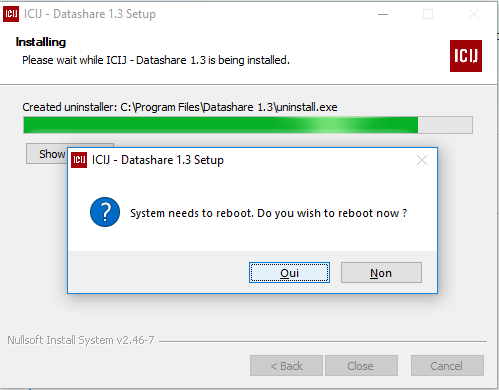 ICIJ - Datashare 1.3 Setup
Installing
Please wait while ICIJ - Datashare 1.3 is being installed.
ICIJ
Created uninstaller: C:\Program Files\Datashare 1.3\uninstall.exe
Show
ICIJ - Datashare 1.3 Setup
System needs to reboot. Do you wish to reboot now ?
Oui
Non
Nullsoft Install System v2.46-7
< Back
Close
Cancel